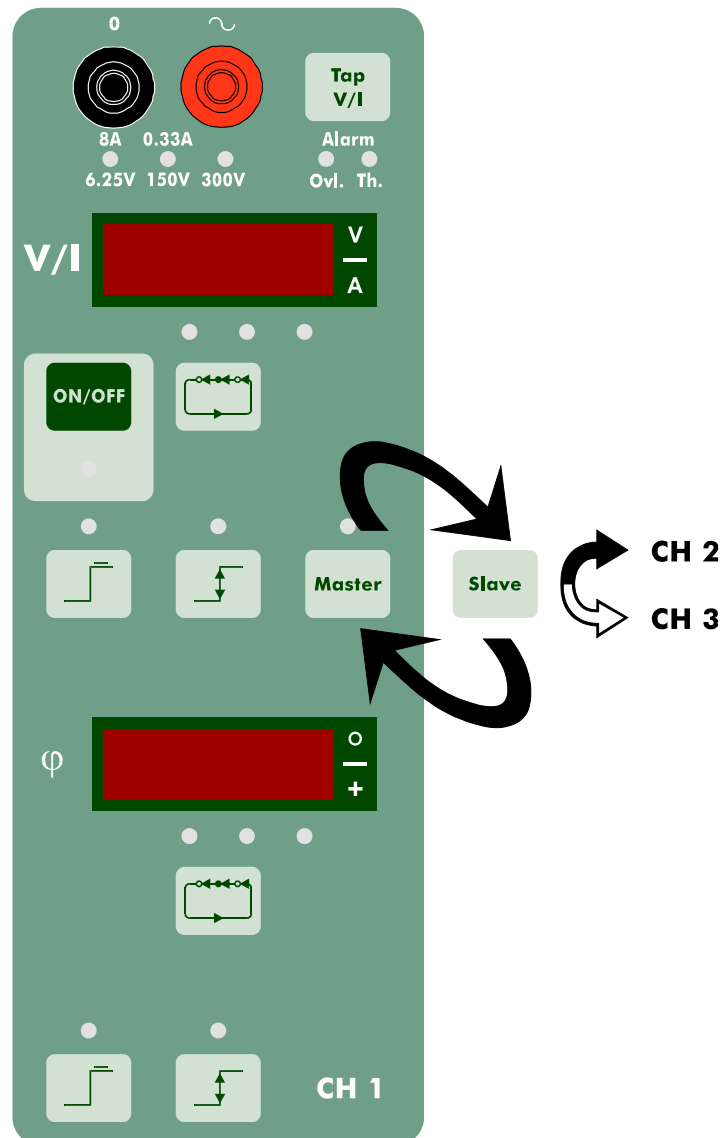 0
Tap
V/I
8A 0.33A
Alarm
6.25V 150V 300V
Ovl. Th.
V/I
V
A
ON/OFF
Master
Slave
CH 2
CH 3
φ
+
CH 1